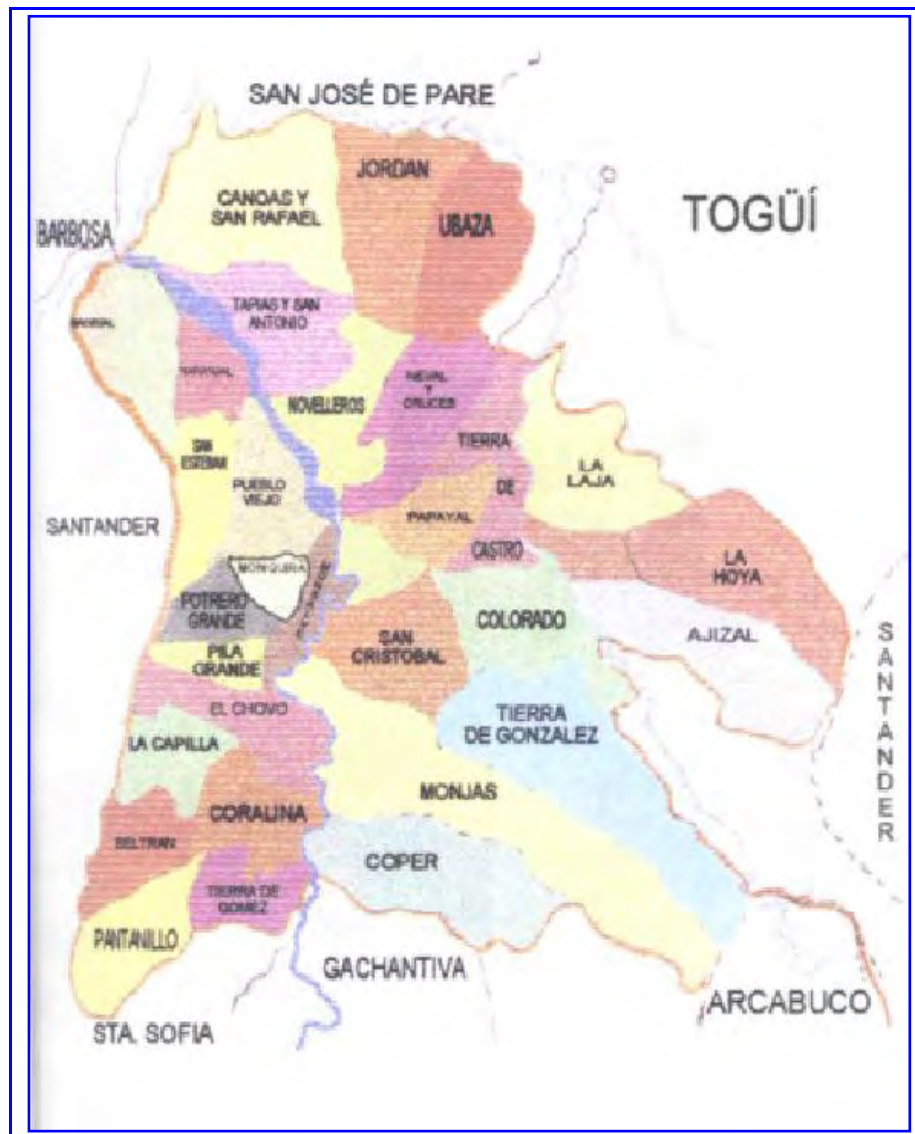 SAN JOSÉ DE PARE
JORDAN
CANOAS Y
SAN RAFAEL
UBAZA
TOGÜÍ
BARBOSA
TAPIAS Y SAN
ANTONIO
NOVELLEROS
NEVAL
Y
CRUCES
TIERRA
DE
CASTRO
SAN
ESTEBAN
PUEBLO
VIEJO
PAPAYAL
LA
LAJA
SANTANDER
MONIQUIRA
LA
HOYA
POTRERO
GRANDE
COLORADO
AJIZAL
SAN
CRISTOBAL
PILA
GRANDE
SANTANDER
EL CHOVO
TIERRA
DE GONZALEZ
LA CAPILLA
MONJAS
CORALINA
BELTRAN
COPER
TIERRA DE
GOMEZ
PANTANILLO
GACHANTIVA
ARCABUCO
STA. SOFIA